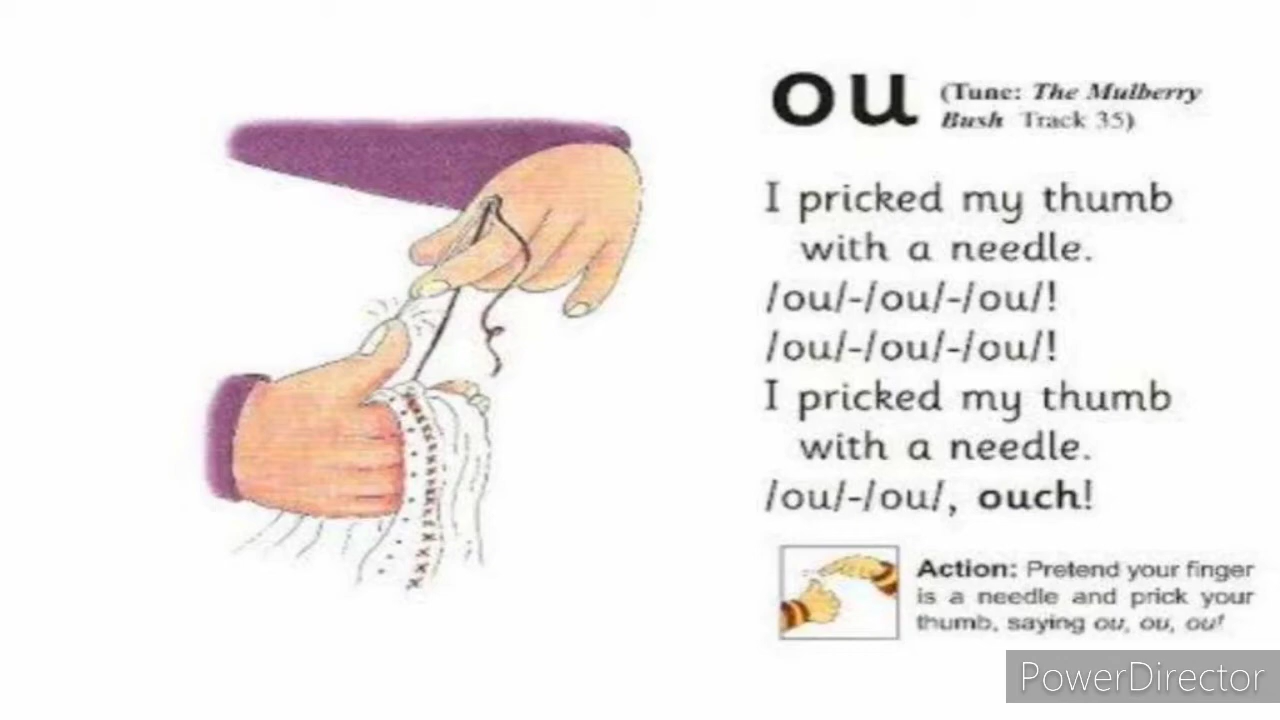 ou (Tune: The Mulberry
Bush Track 35)
I pricked my thumb
with a needle.
/ou/-/ou/-/ou/!
/ou/-/ou/-/ou/!
I pricked my thumb
with a needle.
/ou/-/ou/, ouch!
Action: Pretend your finger
is a needle and prick your
thumb, saying ou, ou, ou!
PowerDirector